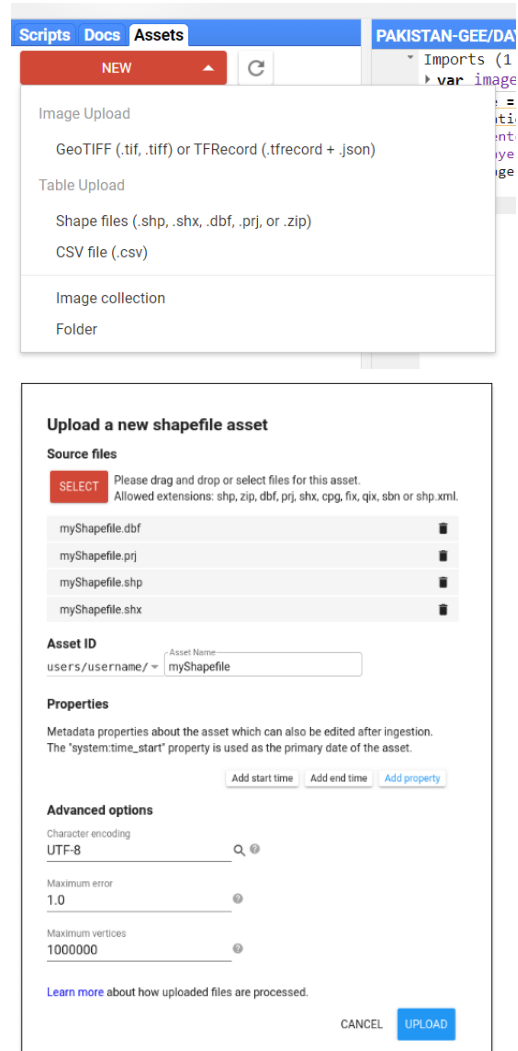 Scripts Docs Assets
PAKISTAN-GEE/DAY
NEW
Imports (1
var image
Image Upload
GeoTIFF (.tif, .tiff) or TFRecord (.tfrecord + .json)
Table Upload
Shape files (.shp, .shx, .dbf, .prj, or .zip)
CSV file (.csv)
Image collection
Folder
Upload a new shapefile asset
Source files
SELECT
Please drag and drop or select files for this asset.
Allowed extensions: shp, zip, dbf, prj, shx, cpg, fix, qix, sbn or shp.xml.
myShapefile.dbf
myShapefile.prj
myShapefile.shp
myShapefile.shx
Asset ID
Asset Name
users/username/ myShapefile
Properties
Metadata properties about the asset which can also be edited after ingestion.
The "system:time_start" property is used as the primary date of the asset.
Add start time Add end time Add property
Advanced options
Character encoding
UTF-8
Maximum error
1.0
Maximum vertices
1000000
Learn more about how uploaded files are processed.
CANCEL UPLOAD